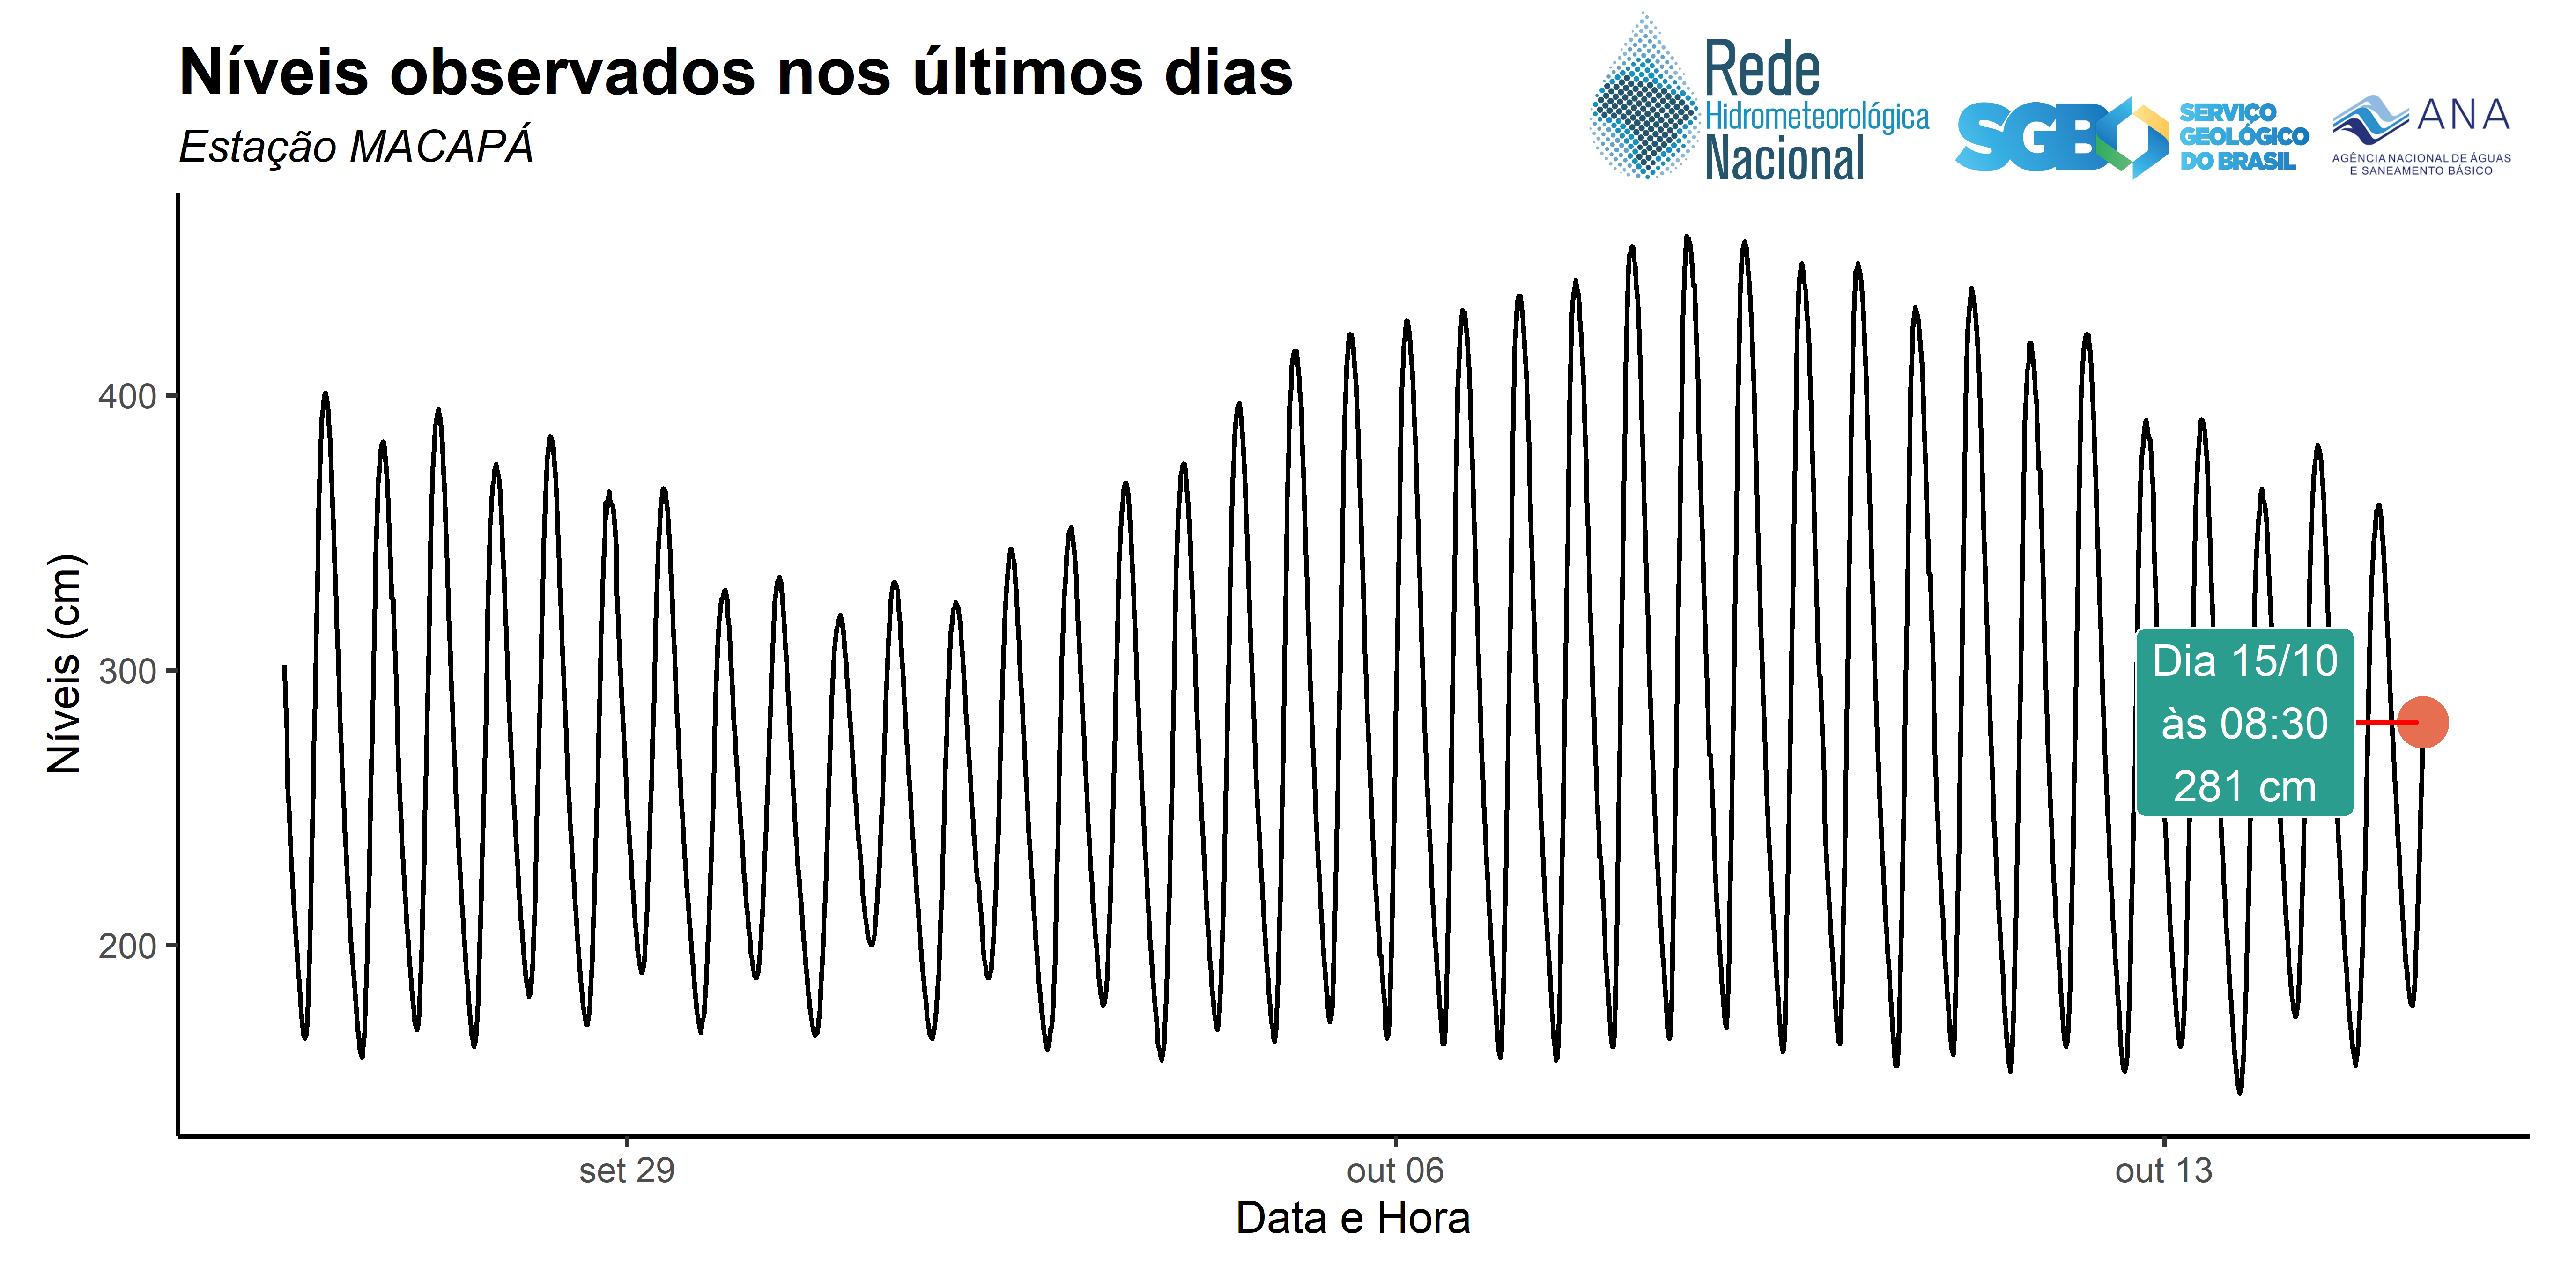 Níveis observados nos últimos dias
Estação MACAPÁ
Rede
Hidrometeorológica
Nacional
SGB
SERVIÇO
GEOLÓGICO
DO BRASIL
ANA
AGÊNCIA NACIONAL DE ÁGUAS
E SANEAMENTO BÁSICO
Níveis (cm)
400
300
200
Dia 15/10
às 08:30
281 cm
set 29
out 06
out 13
Data e Hora